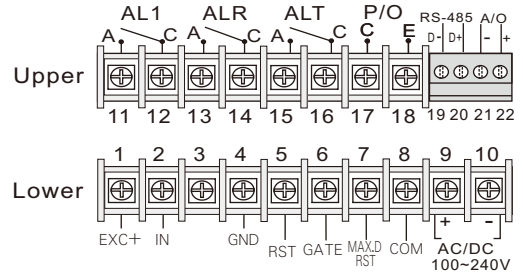 AL1 ALR ALT P/O RS-485 A/O
A C A C A C C E D- D+ - +
Upper
11 12 13 14 15 16 17 18 19 20 21 22
1 2 3 4 5 6 7 8 9 10
Lower
EXC+ IN GND RST GATE MAX.D RST COM + -
AC/DC
100~240V